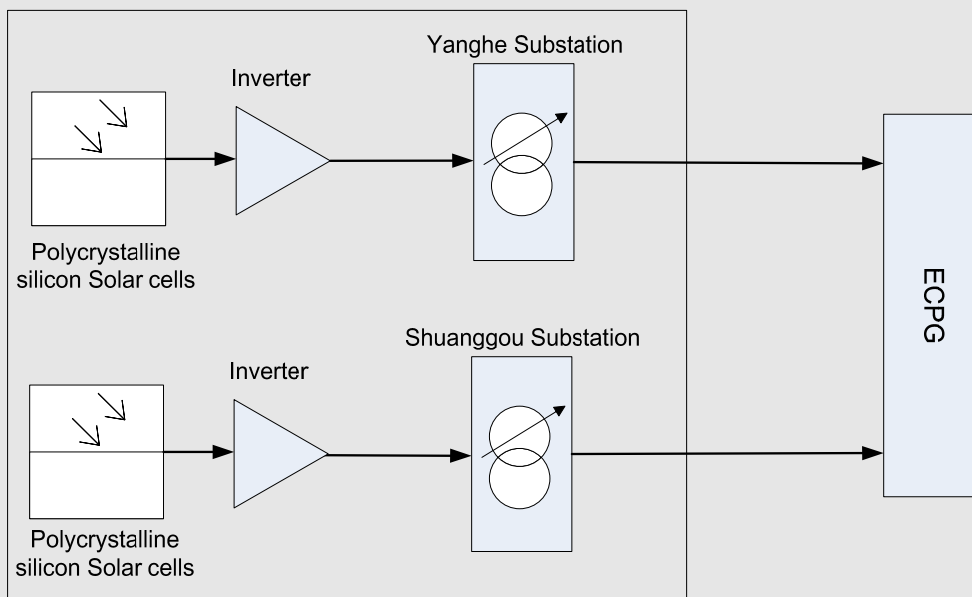 Yanghe Substation
Inverter
Polycrystalline
silicon Solar cells
ECPG
Shuanggou Substation
Inverter
Polycrystalline
silicon Solar cells